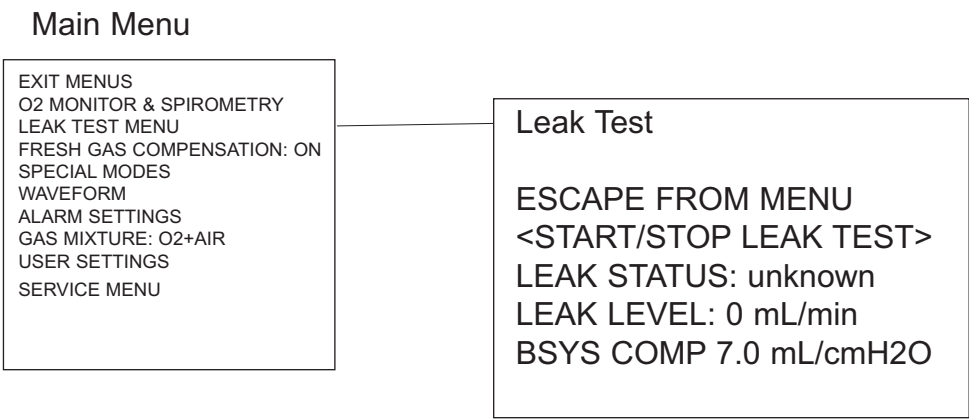 Main Menu
EXIT MENUS
O2 MONITOR & SPIROMETRY
LEAK TEST MENU
FRESH GAS COMPENSATION: ON
SPECIAL MODES
WAVEFORM
ALARM SETTINGS
GAS MIXTURE: O2+AIR
USER SETTINGS
SERVICE MENU
Leak Test
ESCAPE FROM MENU
<START/STOP LEAK TEST>
LEAK STATUS: unknown
LEAK LEVEL: 0 mL/min
BSYS COMP 7.0 mL/cmH2O